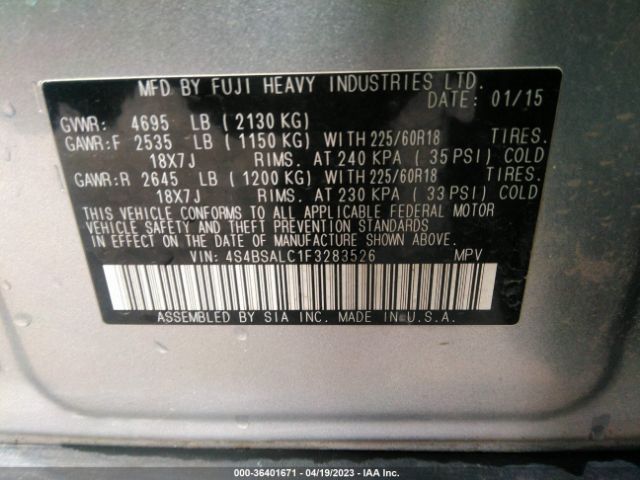 MFD BY FUJI HEAVY INDUSTRIES LTD.
DATE: 01/15
GVWR: 4695 LB ( 2130 KG)
GAWR:F 2535 LB ( 1150 KG) WITH 225/60R18 TIRES.
18X7J RIMS. AT 240 KPA ( 35 PSI) COLD
GAWR:R 2645 LB ( 1200 KG) WITH 225/60R18 TIRES.
18X7J RIMS. AT 230 KPA ( 33 PSI) COLD
THIS VEHICLE CONFORMS TO ALL APPLICABLE FEDERAL MOTOR
VEHICLE SAFETY AND THEFT PREVENTION STANDARDS
IN EFFECT ON THE DATE OF MANUFACTURE SHOWN ABOVE.
VIN: 4S4BSALC1F3283526 MPV
ASSEMBLED BY SIA INC. MADE IN U.S.A.
000-36401671 - 04/19/2023 - IAA Inc.